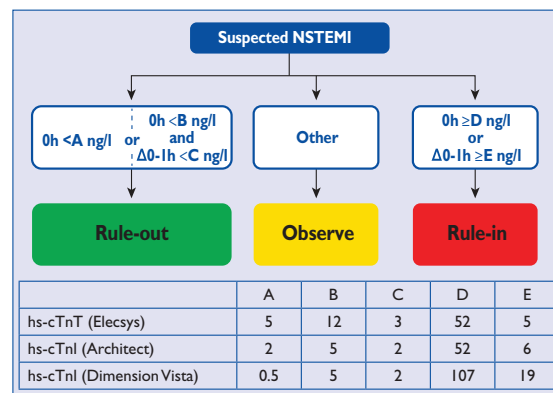 Suspected NSTEMI
0h <A ng/l or
0h <B ng/l
and
Δ0-1h <C ng/l
Other
0h ≥D ng/l
or
Δ0-1h ≥E ng/l
Rule-out
Observe
Rule-in
A B C D E
hs-cTnT (Elecsys) 5 12 3 52 5
hs-cTnI (Architect) 2 5 2 52 6
hs-cTnI (Dimension Vista) 0.5 5 2 107 19